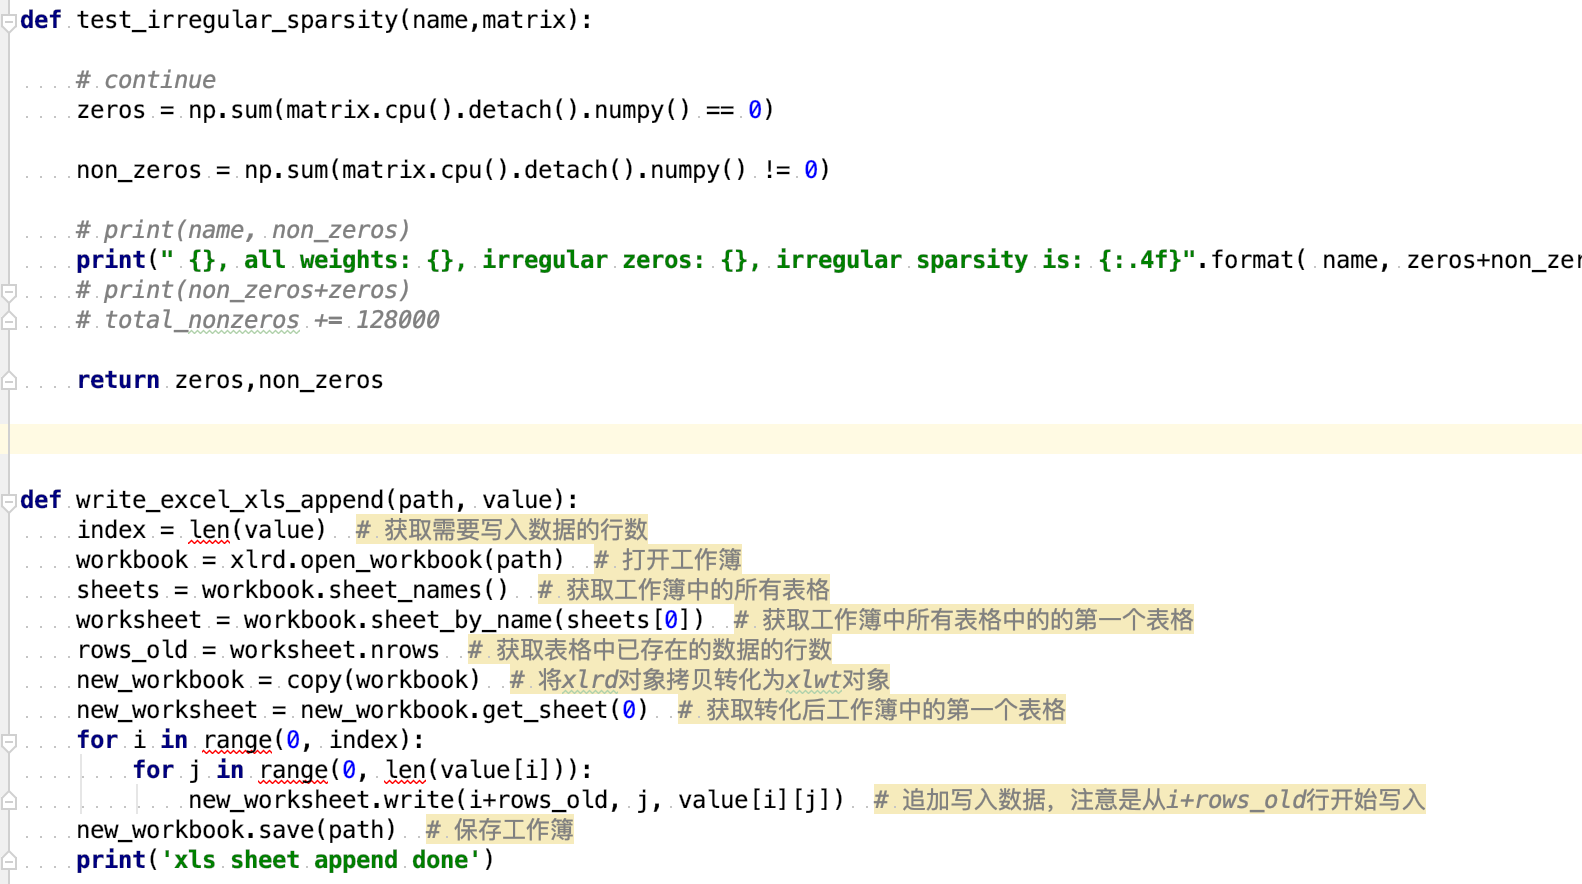 def test_irregular_sparsity(name,matrix):
# continue
zeros = np.sum(matrix.cpu().detach().numpy() == 0)
non_zeros = np.sum(matrix.cpu().detach().numpy() != 0)
# print(name, non_zeros)
print(" {}, all weights: {}, irregular zeros: {}, irregular sparsity is: {:.4f}".format( name, zeros+non_zer
# print(non_zeros+zeros)
# total_nonzeros += 128000
return zeros,non_zeros
def write_excel_xls_append(path, value):
index = len(value)  # 获取需要写入数据的行数
workbook = xlrd.open_workbook(path)  # 打开工作簿
sheets = workbook.sheet_names()  # 获取工作簿中的所有表格
worksheet = workbook.sheet_by_name(sheets[0])  # 获取工作簿中所有表格中的的第一个表格
rows_old = worksheet.nrows  # 获取表格中已存在的数据的行数
new_workbook = copy(workbook)  # 将xlrd对象拷贝转化为xlwt对象
new_worksheet = new_workbook.get_sheet(0)  # 获取转化后工作簿中的第一个表格
for i in range(0, index):
for j in range(0, len(value[i])):
new_worksheet.write(i+rows_old, j, value[i][j])  # 追加写入数据，注意是从i+rows_old行开始写入
new_workbook.save(path)  # 保存工作簿
print('xls sheet append done')